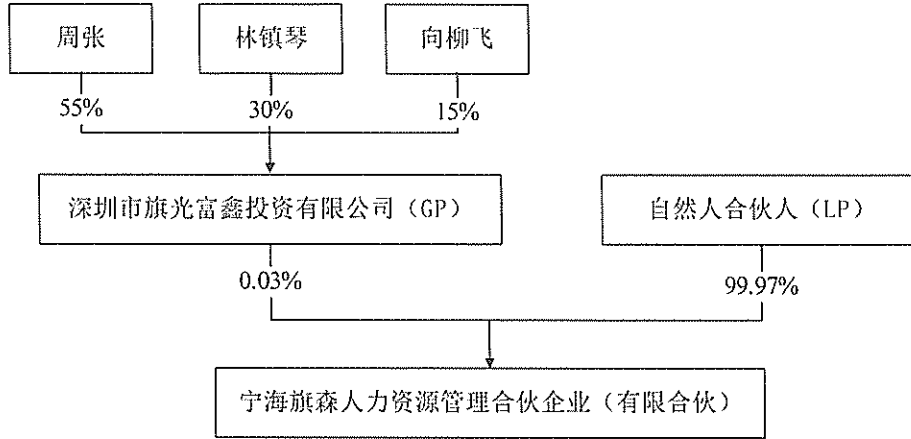 周张
林镇琴
向柳飞
55%
30%
15%
深圳市旗光富鑫投资有限公司（GP）
自然人合伙人（LP）
0.03%
99.97%
宁海旗森人力资源管理合伙企业（有限合伙）